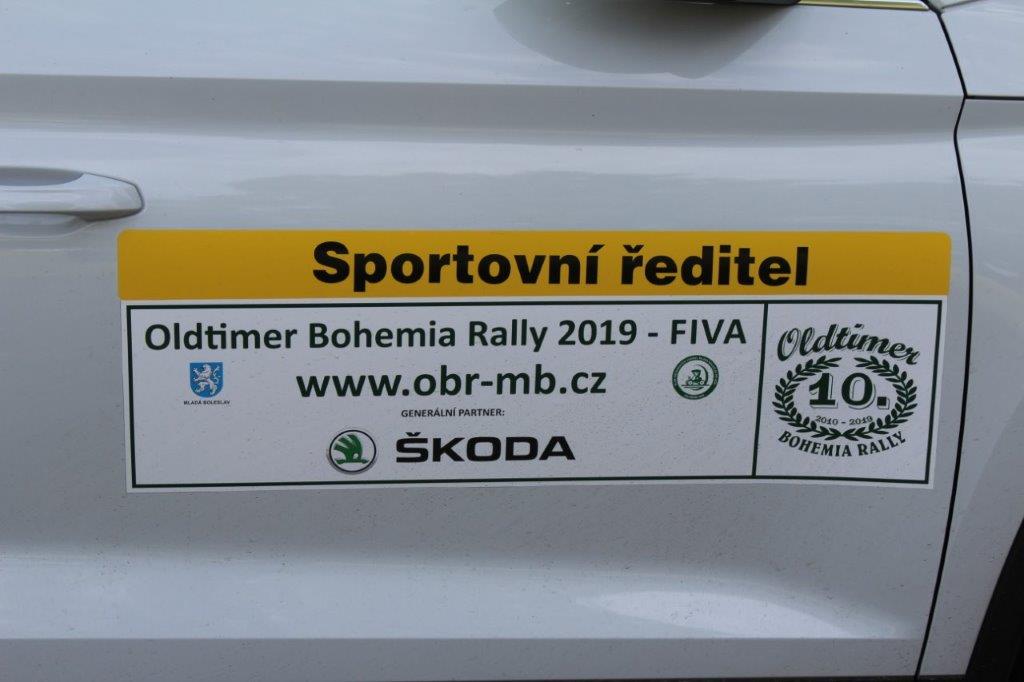 Sportovní ředitel
Oldtimer Bohemia Rally 2019 - FIVA
MLADÁ BOLESLAV
www.obr-mb.cz
GENERÁLNÍ PARTNER:
ŠKODA
Oldtimer
10.
2010 - 2019
BOHEMIA RALLY